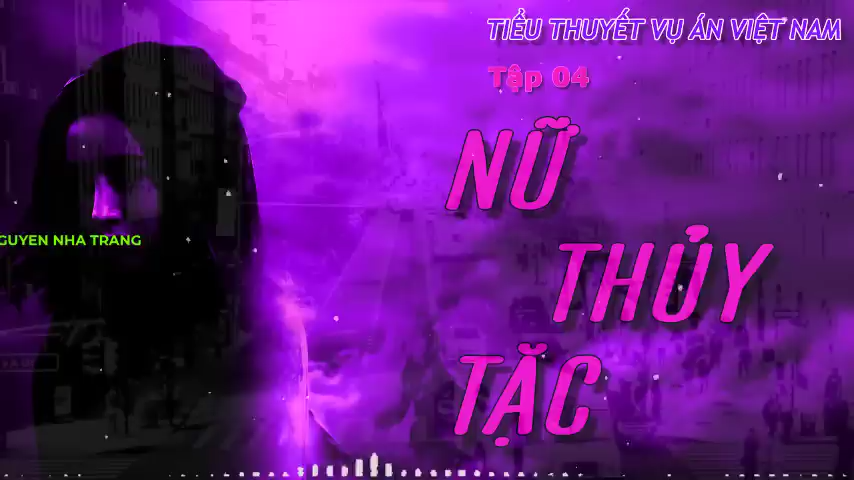 TIỂU THUYẾT VỤ ÁN VIỆT NAM
Tập 04
NỮ
THỦY
TẶC
GUYEN NHA TRANG